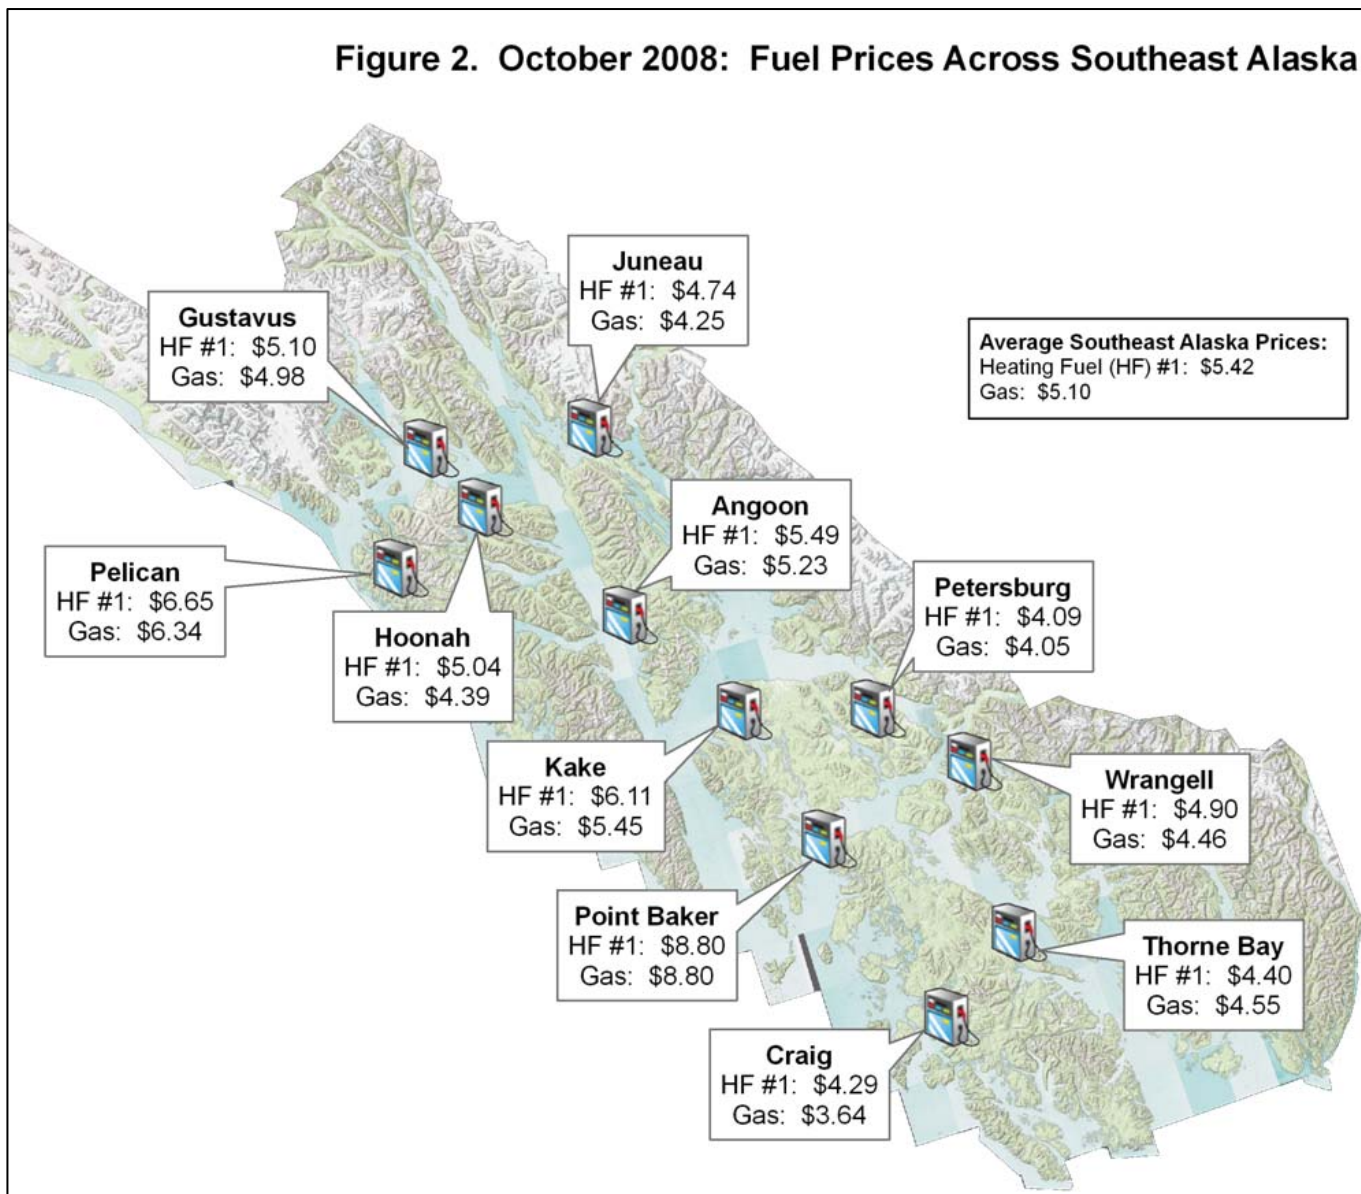 Figure 2.  October 2008:  Fuel Prices Across Southeast Alaska
Juneau
HF #1:  $4.74
Gas:  $4.25
Gustavus
HF #1:  $5.10
Gas:  $4.98
Average Southeast Alaska Prices:
Heating Fuel (HF) #1:  $5.42
Gas:  $5.10
Angoon
HF #1:  $5.49
Gas:  $5.23
Pelican
HF #1:  $6.65
Gas:  $6.34
Petersburg
HF #1:  $4.09
Gas:  $4.05
Hoonah
HF #1:  $5.04
Gas:  $4.39
Kake
HF #1:  $6.11
Gas:  $5.45
Wrangell
HF #1:  $4.90
Gas:  $4.46
Point Baker
HF #1:  $8.80
Gas:  $8.80
Thorne Bay
HF #1:  $4.40
Gas:  $4.55
Craig
HF #1:  $4.29
Gas:  $3.64